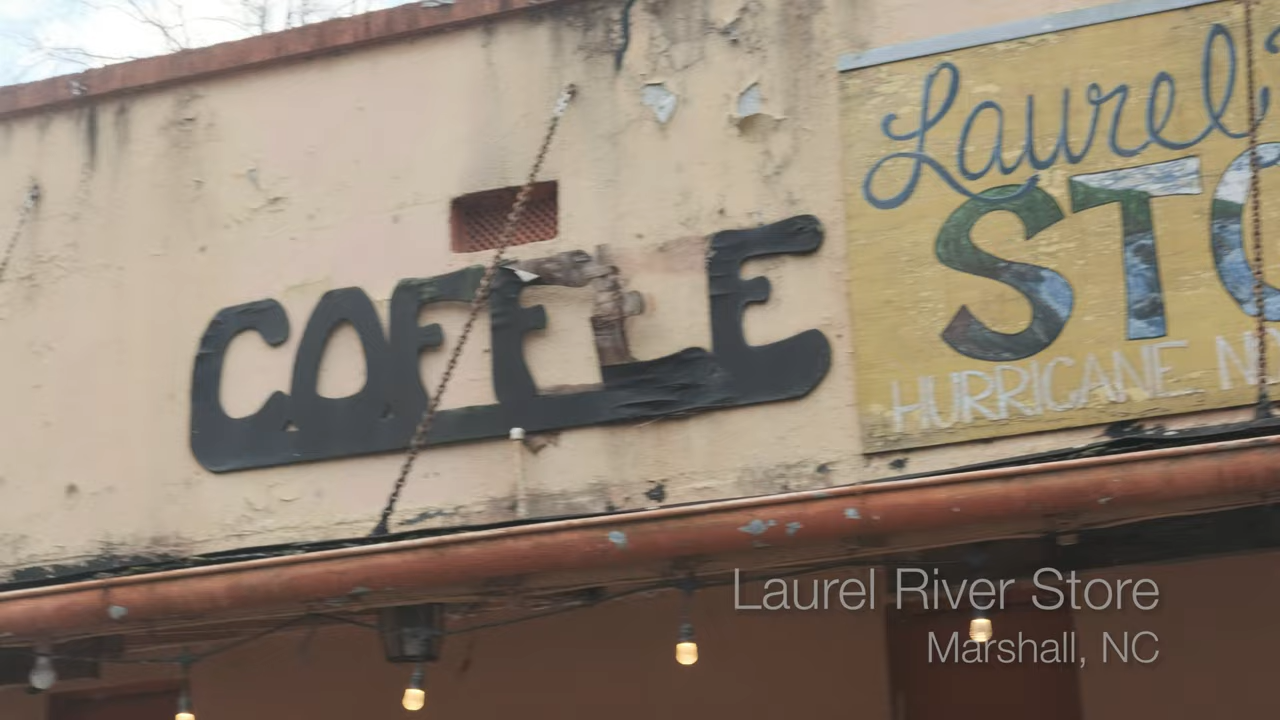 COFFEE
Laurel
STO
HURRICANE
Laurel River Store
Marshall, NC